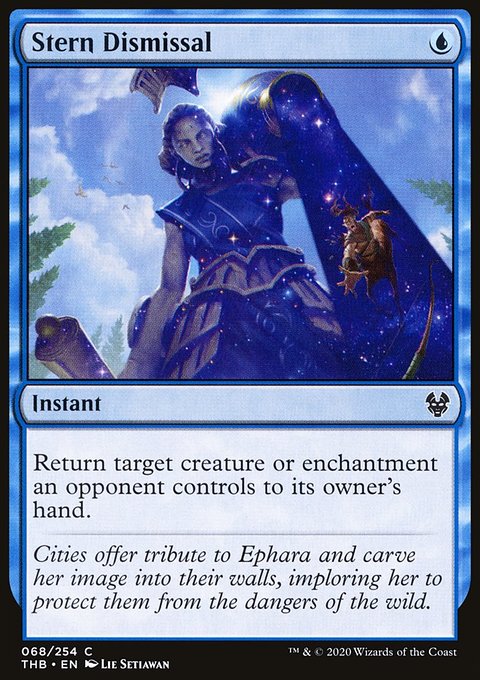 Stern Dismissal
Instant
Return target creature or enchantment
an opponent controls to its owner's
hand.
Cities offer tribute to Ephara and carve
her image into their walls, imploring her to
protect them from the dangers of the wild.
068/254 C
THB • EN Lie Setiawan
™ & © 2020 Wizards of the Coast